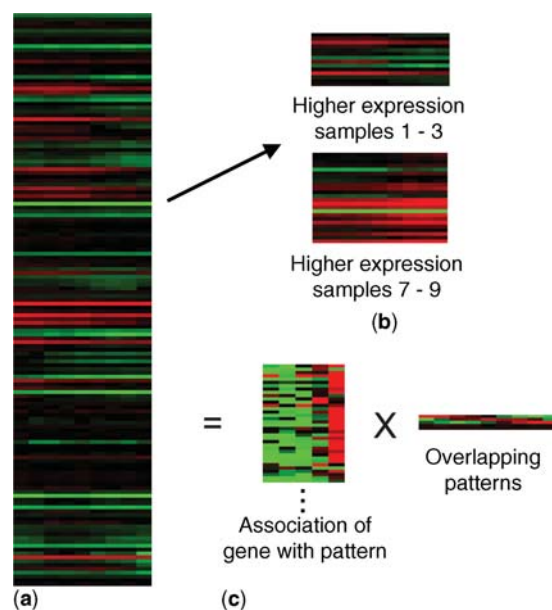 Higher expression
samples 1 - 3
Higher expression
samples 7 - 9
(b)
= X
Overlapping
patterns
Association of
gene with pattern
(a)
(c)